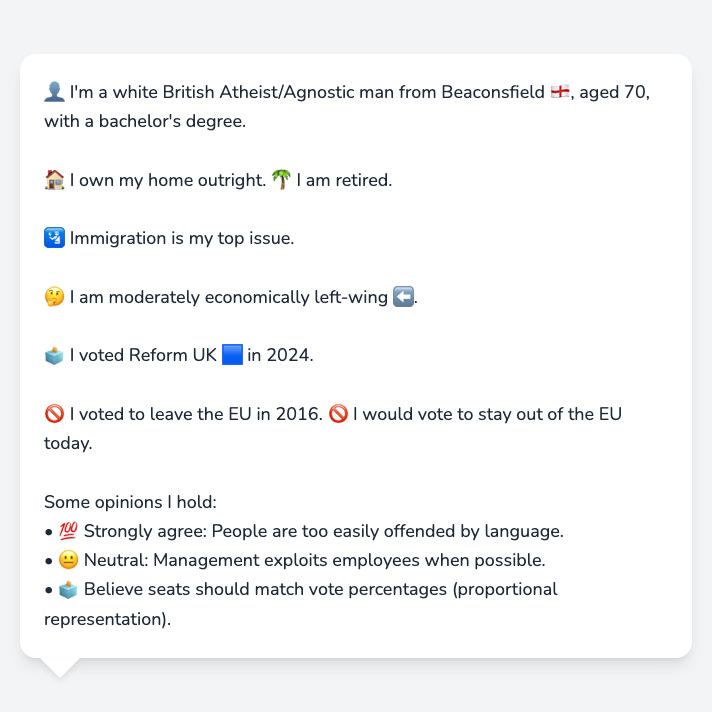 👤 I'm a white British Atheist/Agnostic man from Beaconsfield 🏴󠁧󠁢󠁥󠁮󠁧󠁿, aged 70,
with a bachelor's degree.
🏠 I own my home outright. 🌴 I am retired.
🛂 Immigration is my top issue.
🤔 I am moderately economically left-wing ⬅️.
🗳️ I voted Reform UK 🟦 in 2024.
🚫 I voted to leave the EU in 2016. 🚫 I would vote to stay out of the EU
today.
Some opinions I hold:
• 💯 Strongly agree: People are too easily offended by language.
• 😐 Neutral: Management exploits employees when possible.
• 🗳️ Believe seats should match vote percentages (proportional
representation).